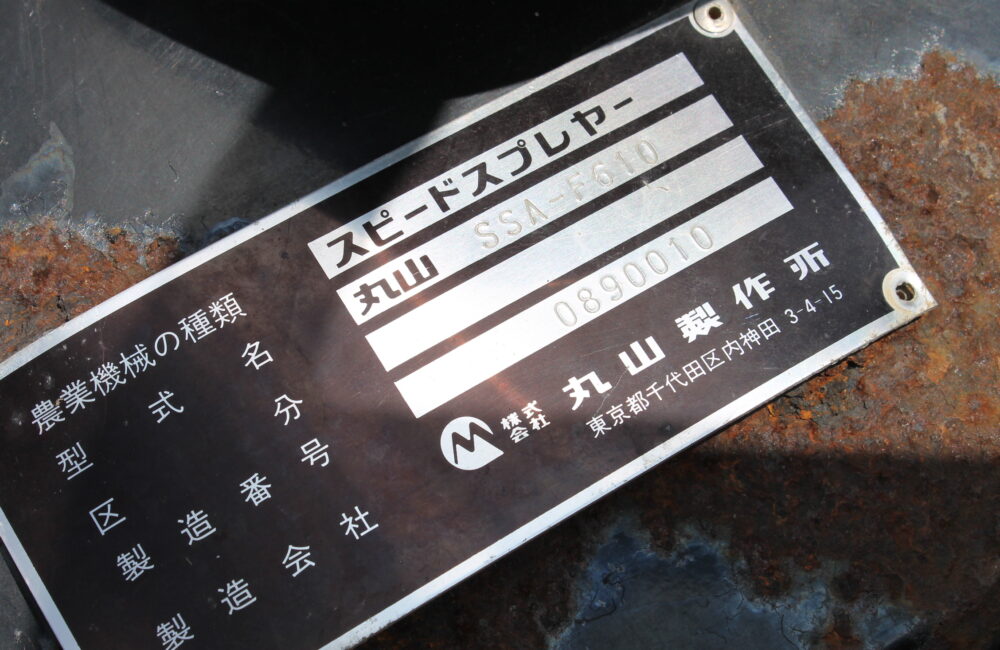 農業機械の種類 スピードスプレヤー
型式名 丸山 SSA-F610
区分
製造番号 0890010
製造会社 株式会社 丸山製作所
東京都千代田区内神田 3-4-15